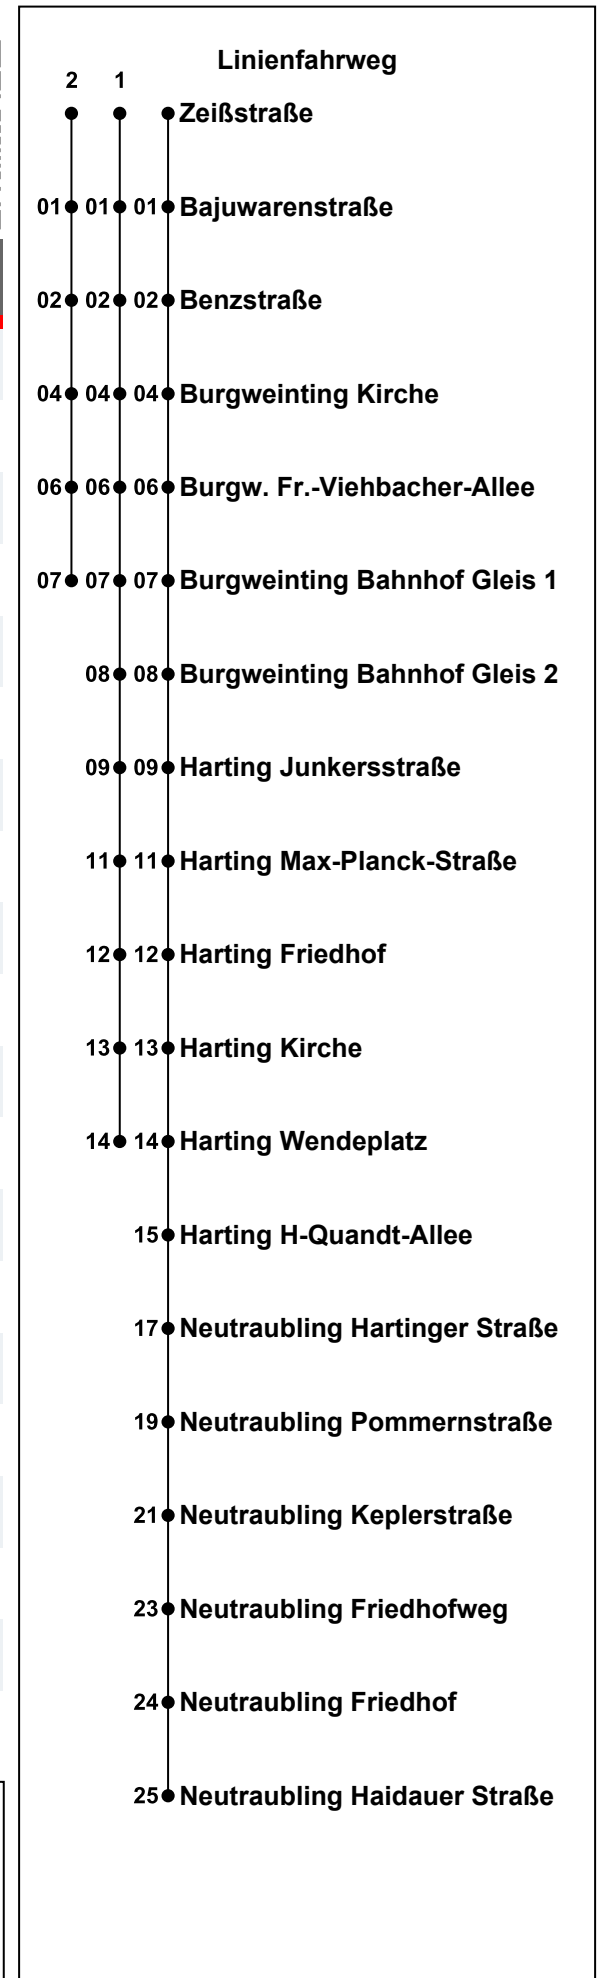 Linienfahrweg
2 1
Zeißstraße
01 01 01 Bajuwarenstraße
02 02 02 Benzstraße
04 04 04 Burgweinting Kirche
06 06 06 Burgw. Fr.-Viehbacher-Allee
07 07 07 Burgweinting Bahnhof Gleis 1
08 08 Burgweinting Bahnhof Gleis 2
09 09 Harting Junkersstraße
11 11 Harting Max-Planck-Straße
12 12 Harting Friedhof
13 13 Harting Kirche
14 14 Harting Wendeplatz
15 Harting H-Quandt-Allee
17 Neutraubling Hartinger Straße
19 Neutraubling Pommernstraße
21 Neutraubling Keplerstraße
23 Neutraubling Friedhofweg
24 Neutraubling Friedhof
25 Neutraubling Haidauer Straße